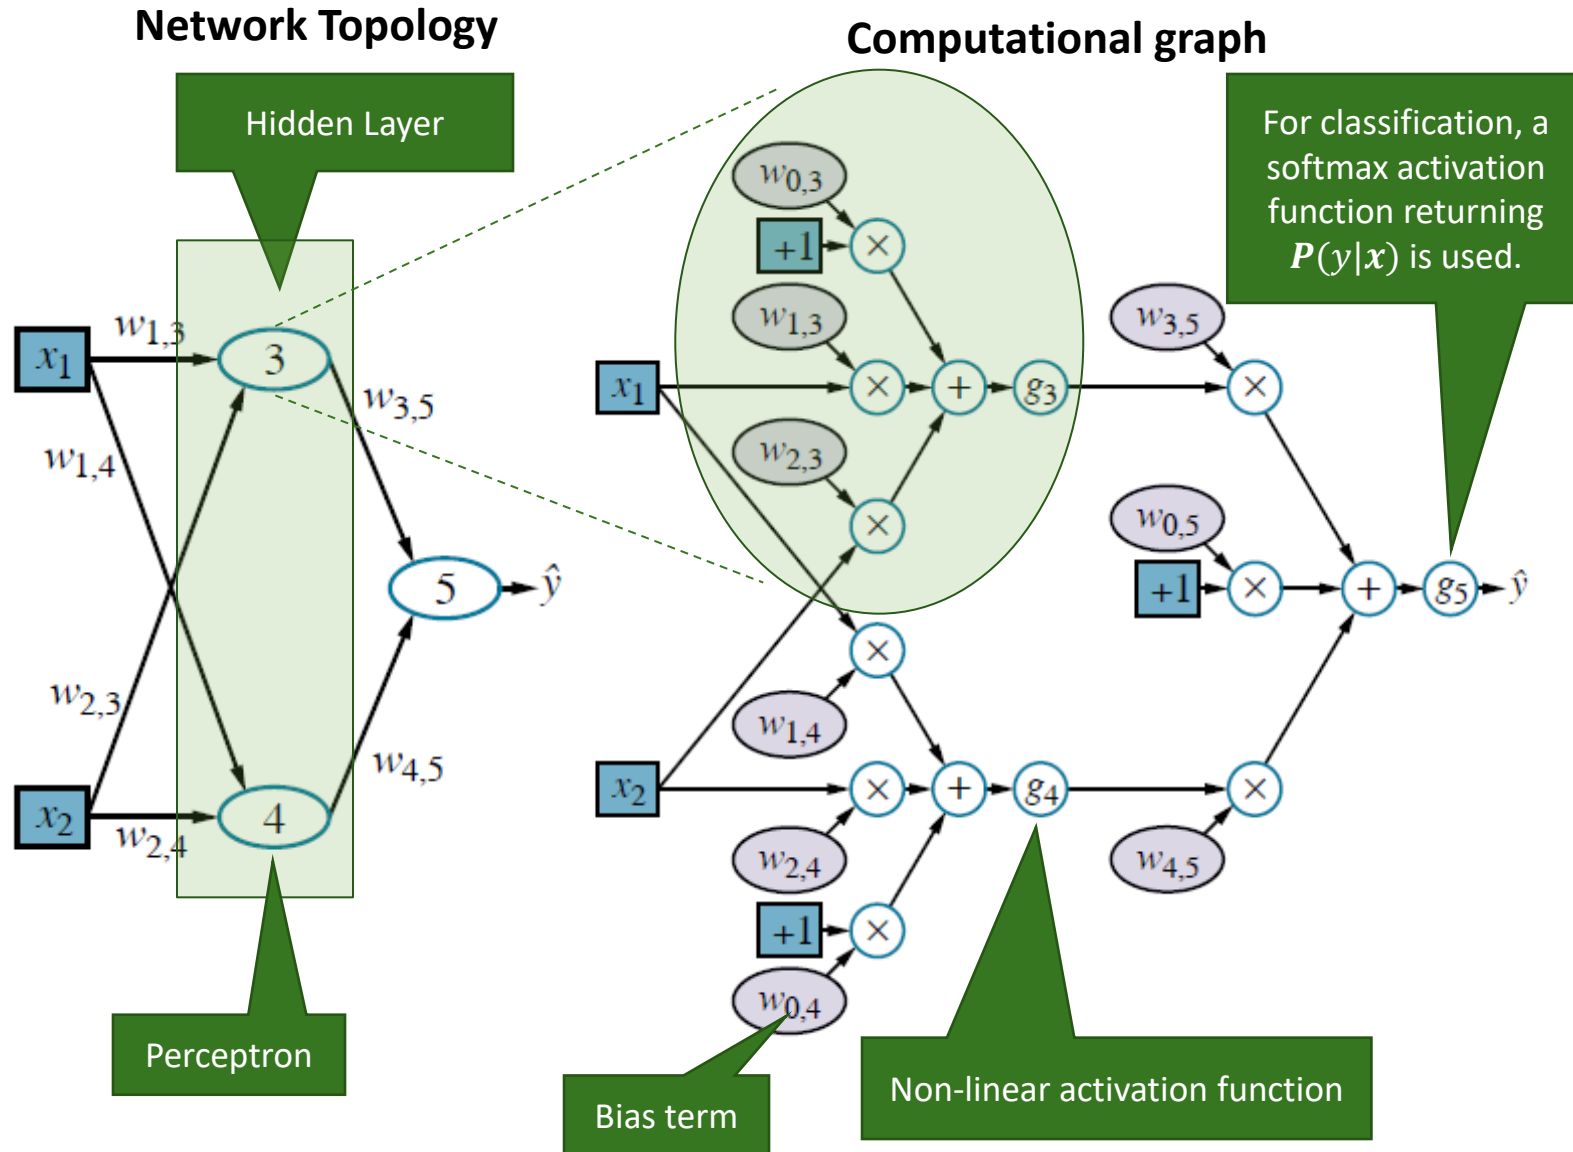 Network Topology
Hidden Layer
w1,3
x1
3
w3,5
w1,4
5
ŷ
w2,3
w4,5
x2
4
w2,4
Perceptron
Computational graph
For classification, a
softmax activation
function returning
P(y|x) is used.
w0,3
+1
×
w1,3
x1
×
+
g3
w2,3
×
w3,5
×
w0,5
+1
×
+
g5
ŷ
×
w1,4
x2
×
+
g4
×
w2,4
w4,5
+1
×
w0,4
Bias term
Non-linear activation function